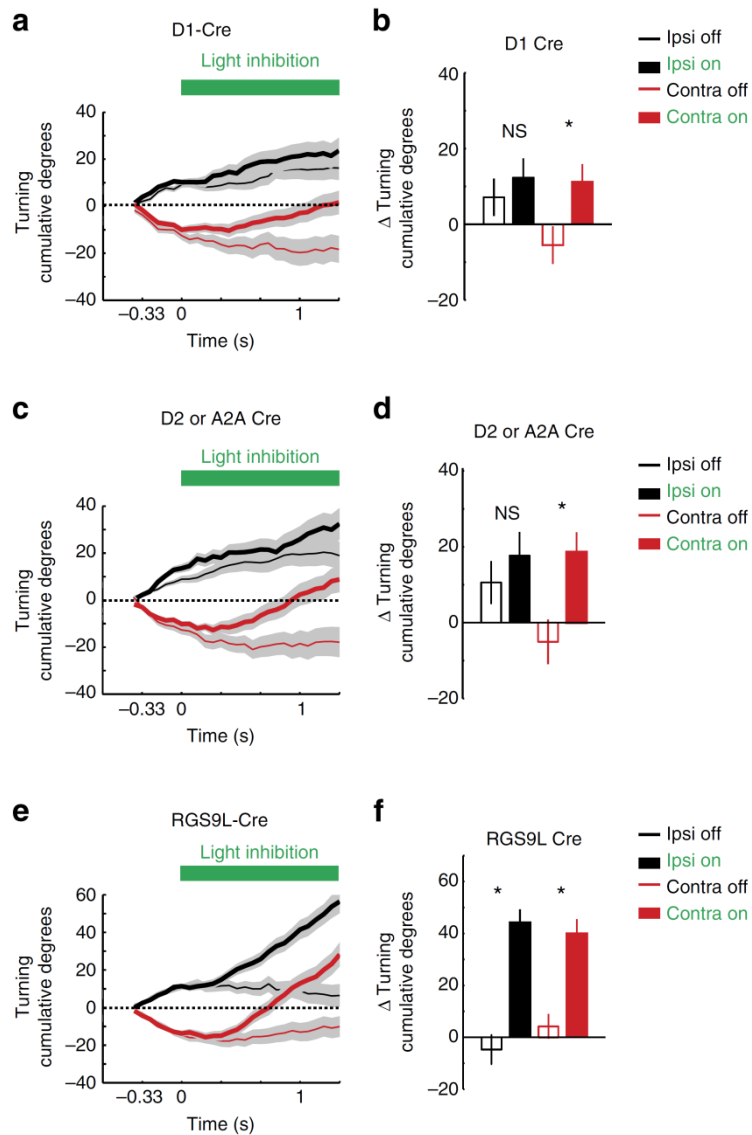 a
D1-Cre
Light inhibition
Turning
cumulative degrees
40
20
0
−20
−40
−0.33 0 1
Time (s)
b
D1 Cre
Δ Turning
cumulative degrees
40
20
0
−20
NS *
Ipsi off
Ipsi on
Contra off
Contra on
c
D2 or A2A Cre
Light inhibition
Turning
cumulative degrees
40
20
0
−20
−40
−0.33 0 1
Time (s)
d
D2 or A2A Cre
Δ Turning
cumulative degrees
40
20
0
−20
NS *
Ipsi off
Ipsi on
Contra off
Contra on
e
RGS9L-Cre
Light inhibition
Turning
cumulative degrees
60
40
20
0
−20
−40
−0.33 0 1
Time (s)
f
RGS9L Cre
Δ Turning
cumulative degrees
60
40
20
0
−20
* *
Ipsi off
Ipsi on
Contra off
Contra on